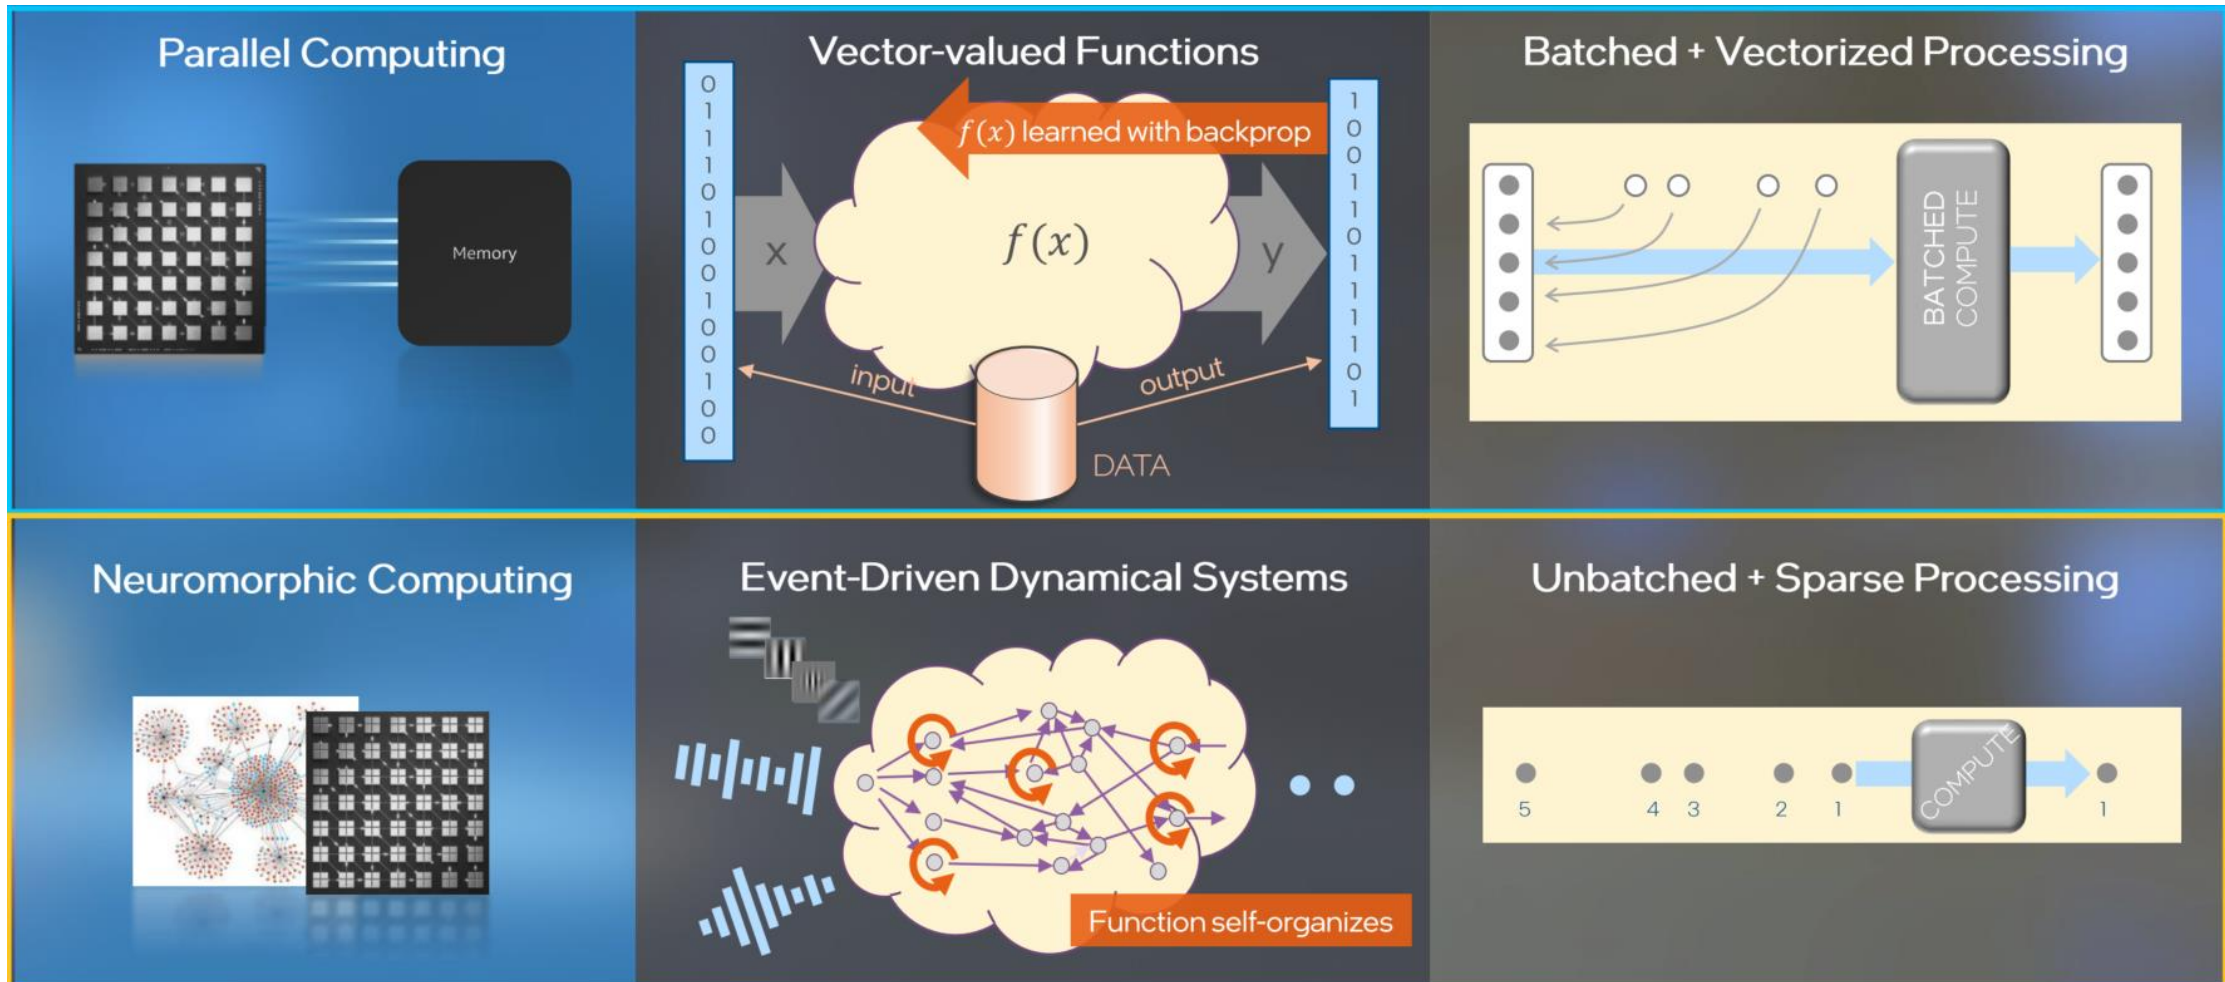 Parallel Computing
Memory
Vector-valued Functions
0
1
1
1
0
1
0
0
1
0
0
1
0
0
f(x) learned with backprop
x
f(x)
y
1
0
0
1
1
0
1
1
1
1
0
1
input
output
DATA
Batched + Vectorized Processing
BATCHED
COMPUTE
Neuromorphic Computing
Event-Driven Dynamical Systems
Function self-organizes
Unbatched + Sparse Processing
COMPUTE
5 4 3 2 1 1